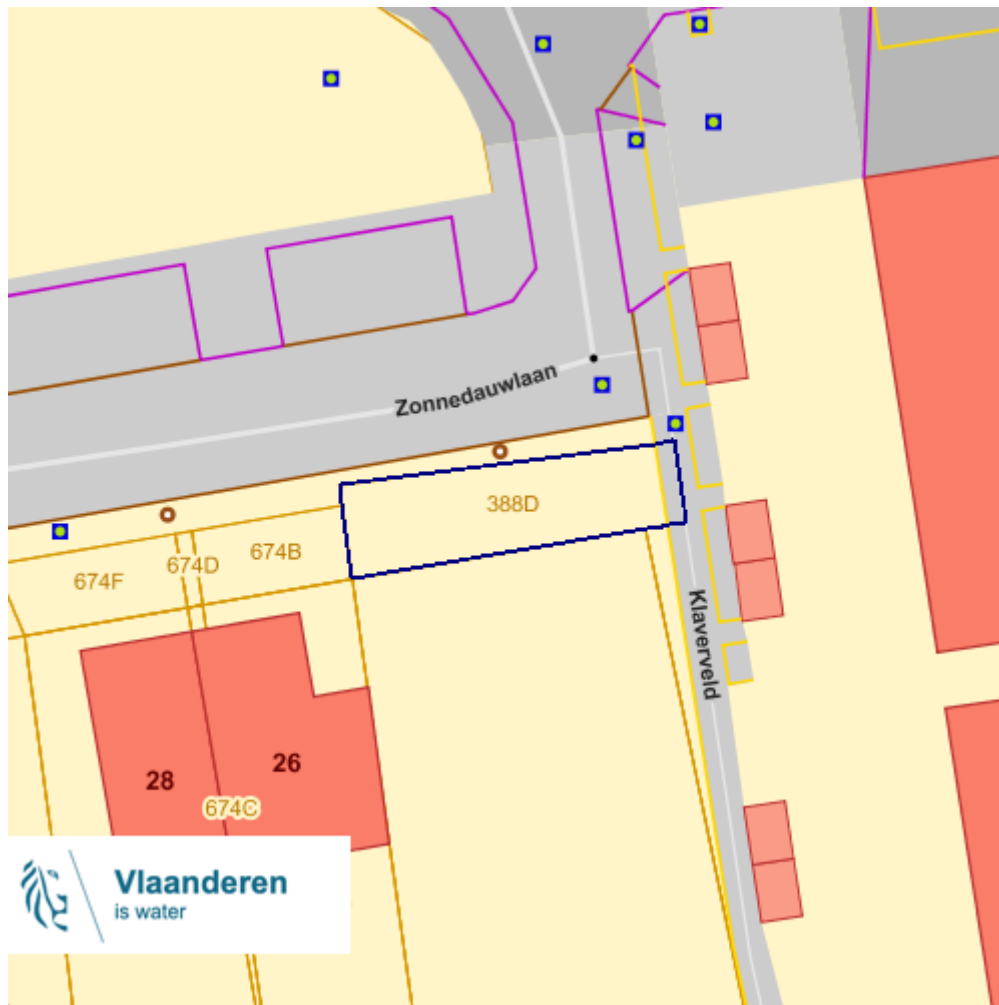 Zonnedauwlaan
388D
674B
674D
674F
Klaverveld
26
28
674C
Vlaanderen
is water